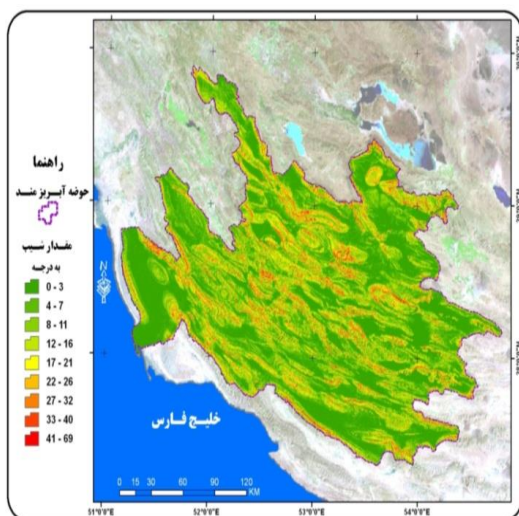 راهنما
حوضه آبریز مند
مقدار شیب
به درجه
0 - 3
4 - 7
8 - 11
12 - 16
17 - 21
22 - 26
27 - 32
33 - 40
41 - 69
N
خلیج فارس
0 15 30 60 90 120
KM
51°0'0"E 52°0'0"E 53°0'0"E 54°0'0"E